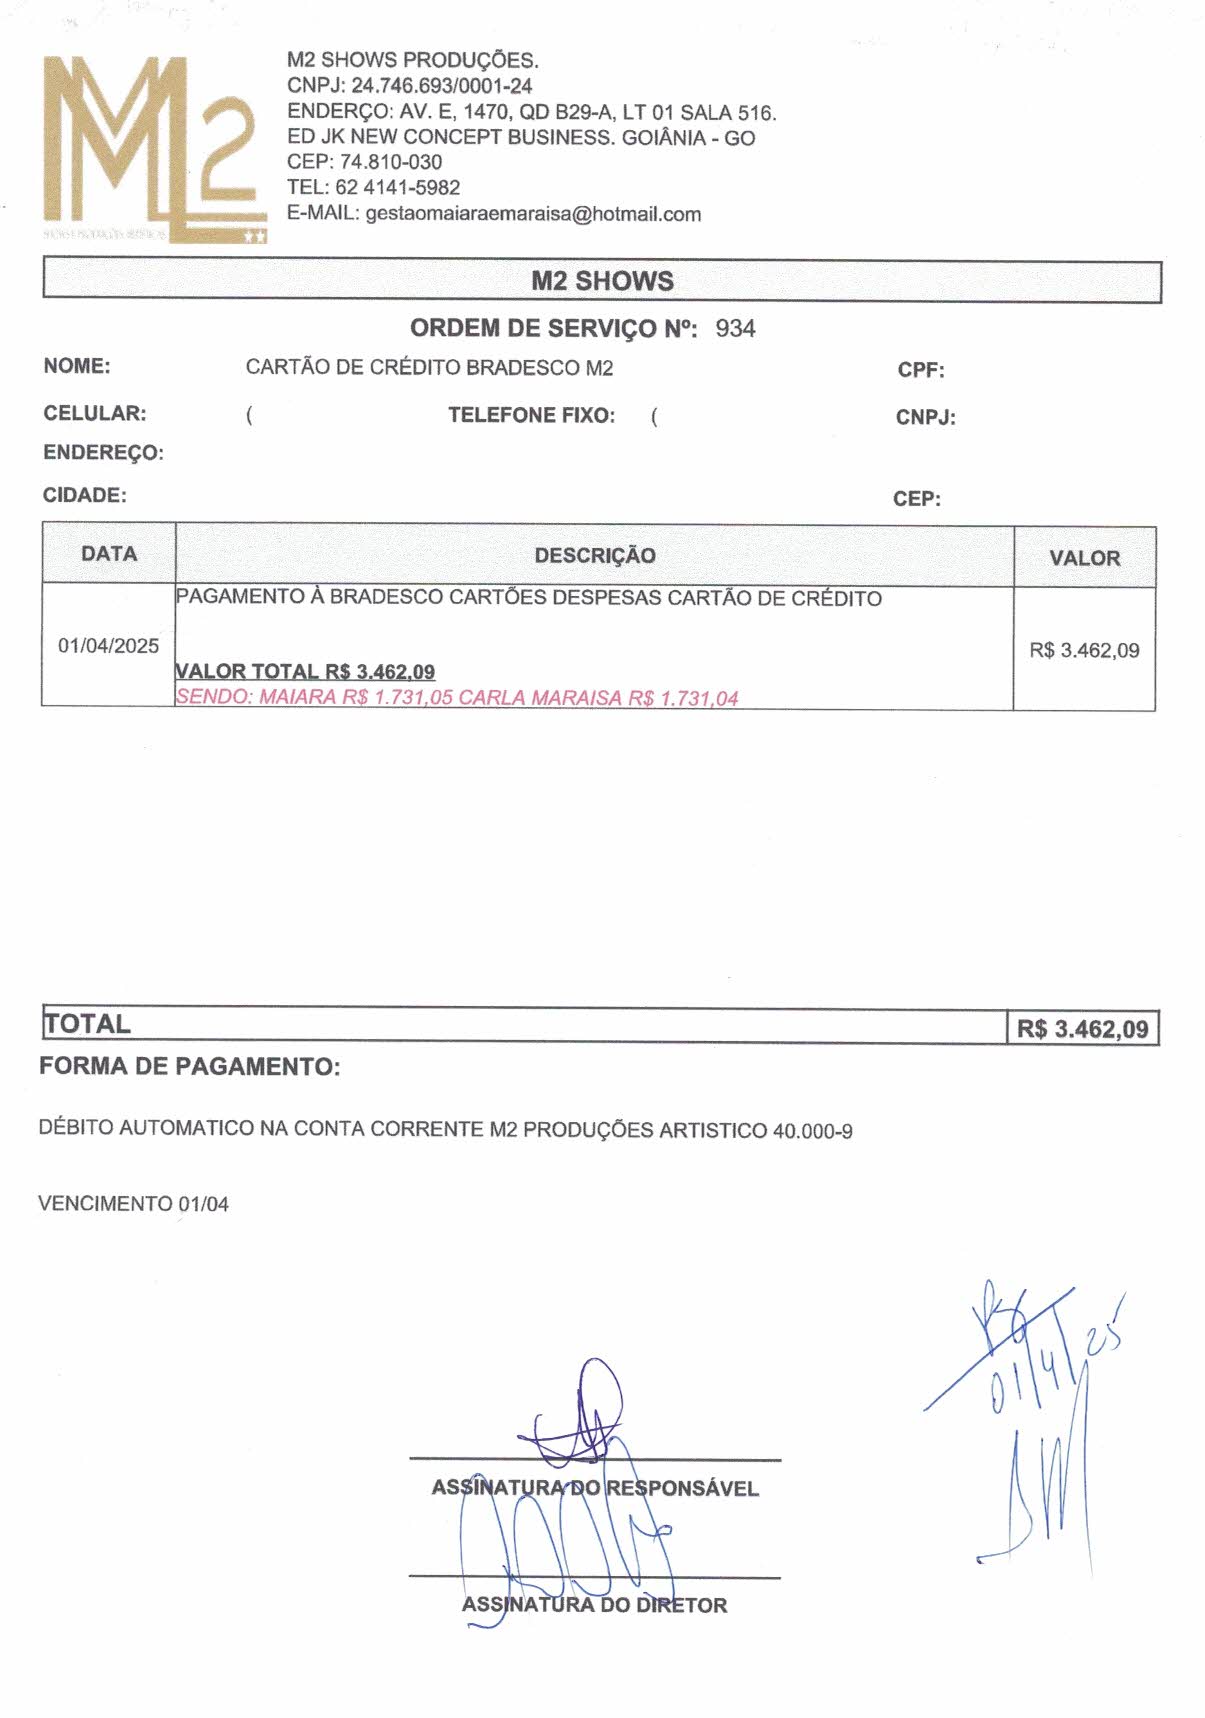 M2
M2 SHOWS PRODUÇÕES.
CNPJ: 24.746.693/0001-24
ENDERÇO: AV. E, 1470, QD B29-A, LT 01 SALA 516.
ED JK NEW CONCEPT BUSINESS. GOIÂNIA - GO
CEP: 74.810-030
TEL: 62 4141-5982
E-MAIL: gestaomaiaraemaraisa@hotmail.com
M2 SHOWS
ORDEM DE SERVIÇO Nº: 934
NOME: CARTÃO DE CRÉDITO BRADESCO M2 CPF:
CELULAR: ( TELEFONE FIXO: ( CNPJ:
ENDEREÇO:
CIDADE: CEP:
DATA DESCRIÇÃO VALOR
PAGAMENTO À BRADESCO CARTÕES DESPESAS CARTÃO DE CRÉDITO
01/04/2025 R$ 3.462,09
VALOR TOTAL R$ 3.462,09
SENDO: MAIARA R$ 1.731,05 CARLA MARAISA R$ 1.731,04
TOTAL R$ 3.462,09
FORMA DE PAGAMENTO:
DÉBITO AUTOMATICO NA CONTA CORRENTE M2 PRODUÇÕES ARTISTICO 40.000-9
VENCIMENTO 01/04
01/4/25
ASSINATURA DO RESPONSÁVEL
ASSINATURA DO DIRETOR